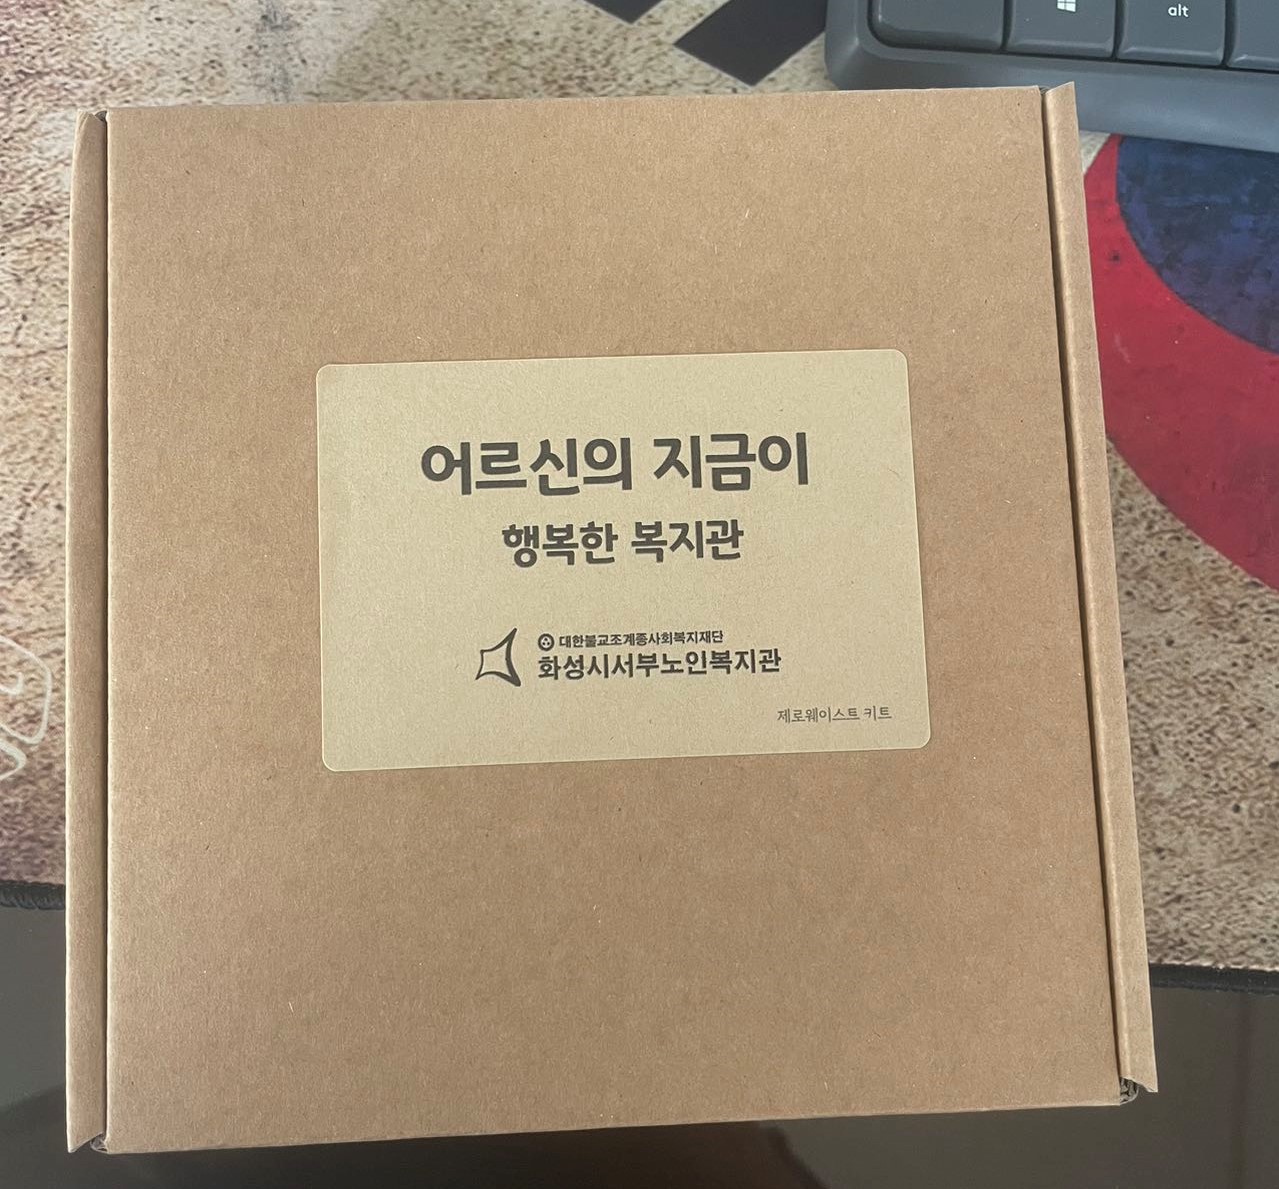 alt
어르신의 지금이
행복한 복지관
대한불교조계종사회복지재단
화성시서부노인복지관
제로웨이스트 키트